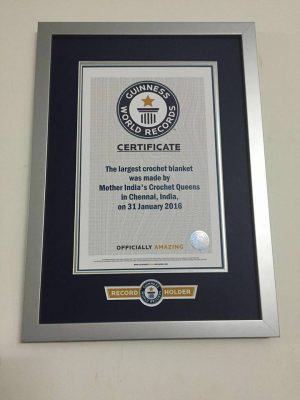 GUINNESS
WORLD RECORDS
CERTIFICATE
The largest crochet blanket
was made by
Mother India's Crochet Queens
in Chennai, India,
on 31 January 2016
OFFICIALLY AMAZING
RECORD HOLDER